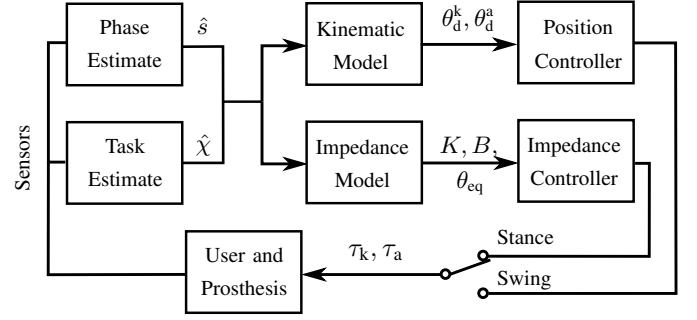 Phase
Estimate
ŝ
Kinematic
Model
θ_d^k, θ_d^a
Position
Controller
Sensors
Task
Estimate
χ̂
Impedance
Model
K, B,
θ_eq
Impedance
Controller
User and
Prosthesis
τ_k, τ_a
Stance
Swing